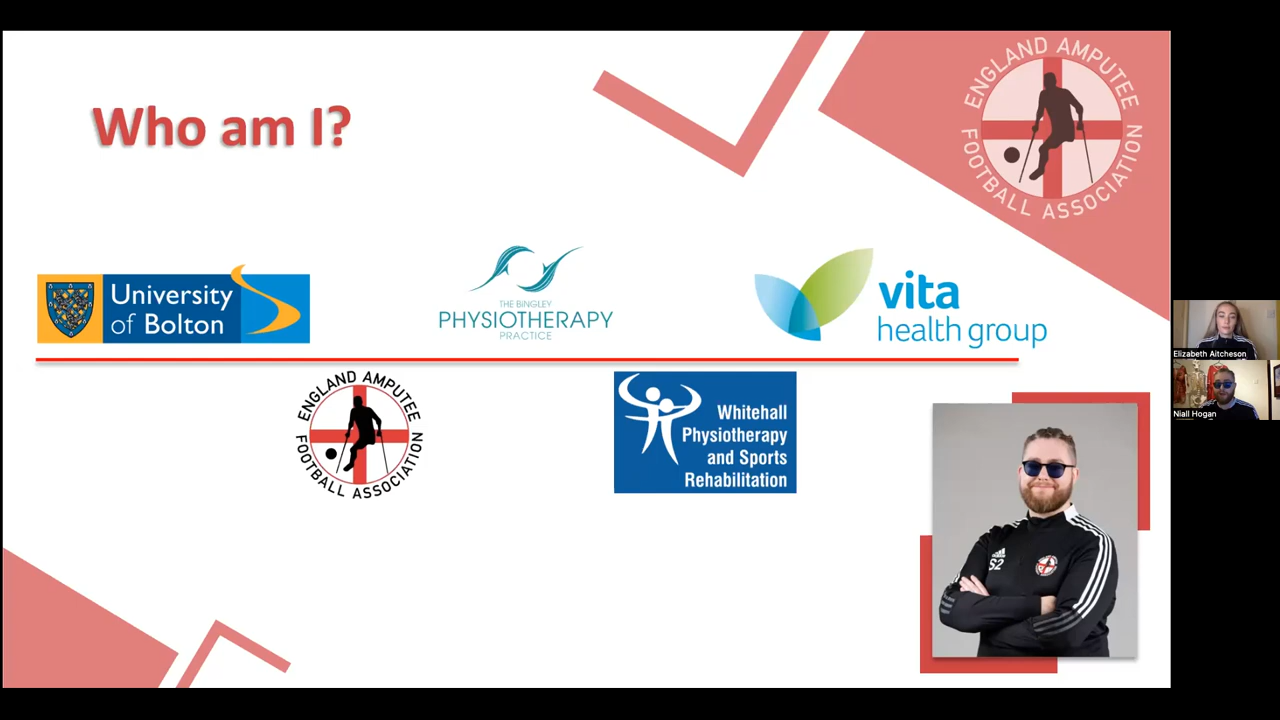 Who am I?
ENGLAND AMPUTEE
FOOTBALL ASSOCIATION
University
of Bolton
THE BINGLEY
PHYSIOTHERAPY
PRACTICE
vita
health group
ENGLAND AMPUTEE
FOOTBALL ASSOCIATION
Whitehall
Physiotherapy
and Sports
Rehabilitation
S2
Elizabeth Aitcheson
Niall Hogan